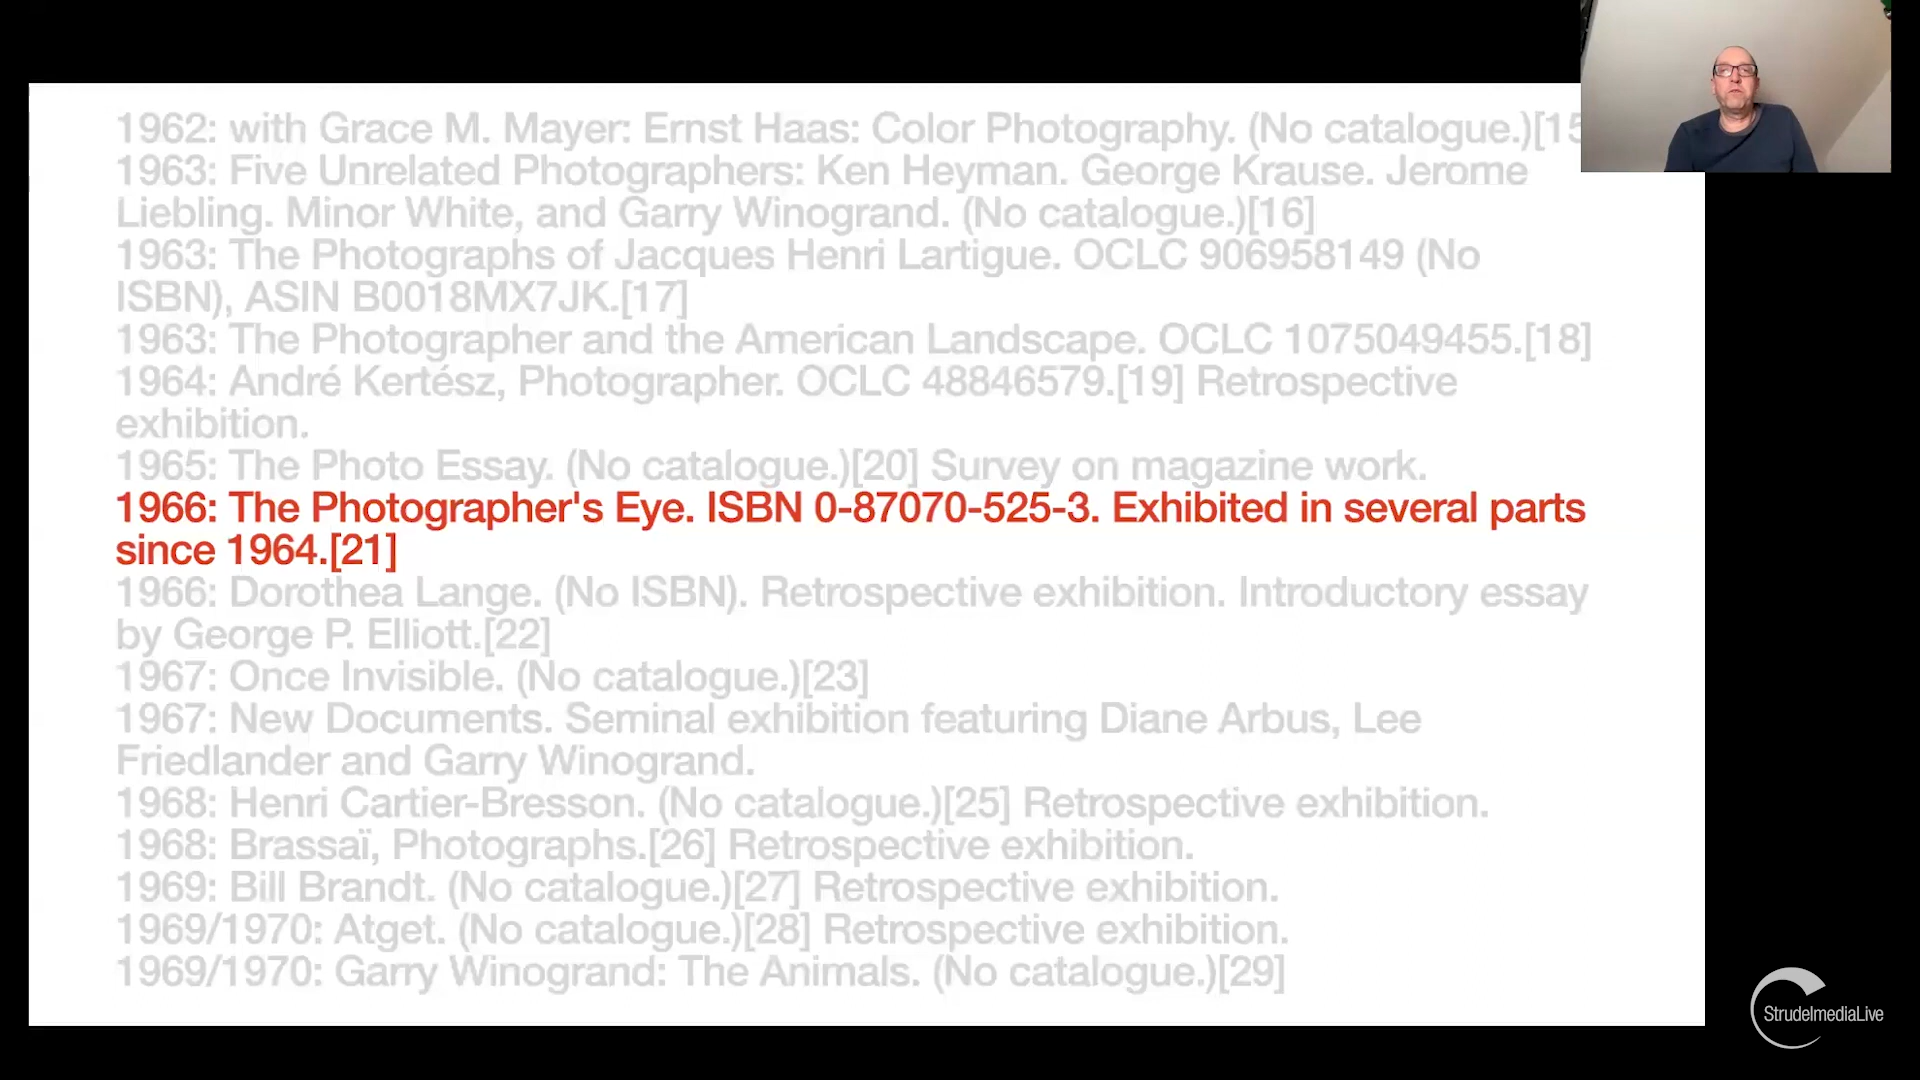 1962: with Grace M. Mayer: Ernst Haas: Color Photography. (No catalogue.)[15
1963: Five Unrelated Photographers: Ken Heyman. George Krause. Jerome
Liebling. Minor White, and Garry Winogrand. (No catalogue.)[16]
1963: The Photographs of Jacques Henri Lartigue. OCLC 906958149 (No
ISBN), ASIN B0018MX7JK.[17]
1963: The Photographer and the American Landscape. OCLC 1075049455.[18]
1964: André Kertész, Photographer. OCLC 48846579.[19] Retrospective
exhibition.
1965: The Photo Essay. (No catalogue.)[20] Survey on magazine work.
1966: The Photographer's Eye. ISBN 0-87070-525-3. Exhibited in several parts
since 1964.[21]
1966: Dorothea Lange. (No ISBN). Retrospective exhibition. Introductory essay
by George P. Elliott.[22]
1967: Once Invisible. (No catalogue.)[23]
1967: New Documents. Seminal exhibition featuring Diane Arbus, Lee
Friedlander and Garry Winogrand.
1968: Henri Cartier-Bresson. (No catalogue.)[25] Retrospective exhibition.
1968: Brassaï, Photographs.[26] Retrospective exhibition.
1969: Bill Brandt. (No catalogue.)[27] Retrospective exhibition.
1969/1970: Atget. (No catalogue.)[28] Retrospective exhibition.
1969/1970: Garry Winogrand: The Animals. (No catalogue.)[29]
StrudelmediaLive